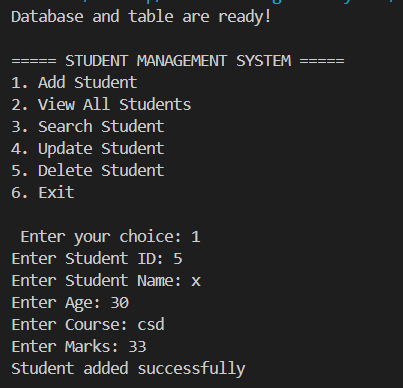 Database and table are ready!
===== STUDENT MANAGEMENT SYSTEM =====
1. Add Student
2. View All Students
3. Search Student
4. Update Student
5. Delete Student
6. Exit
Enter your choice: 1
Enter Student ID: 5
Enter Student Name: x
Enter Age: 30
Enter Course: csd
Enter Marks: 33
Student added successfully